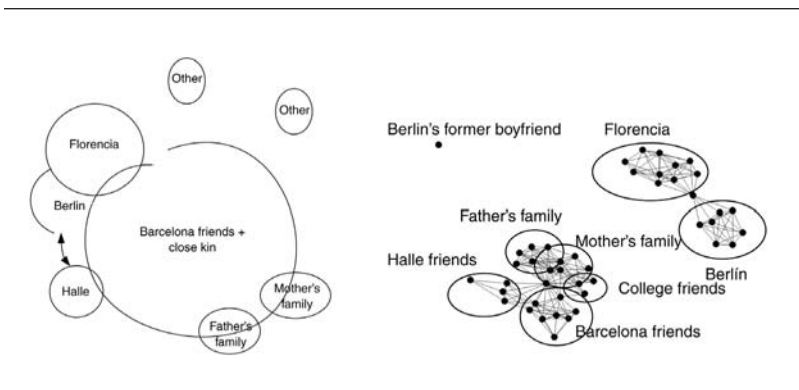 Other
Other
Florencia
Berlin
Barcelona friends +
close kin
Halle
Mother's
family
Father's
family
Berlin's former boyfriend
Florencia
Father's family
Mother's family
Halle friends
Berlín
College friends
Barcelona friends